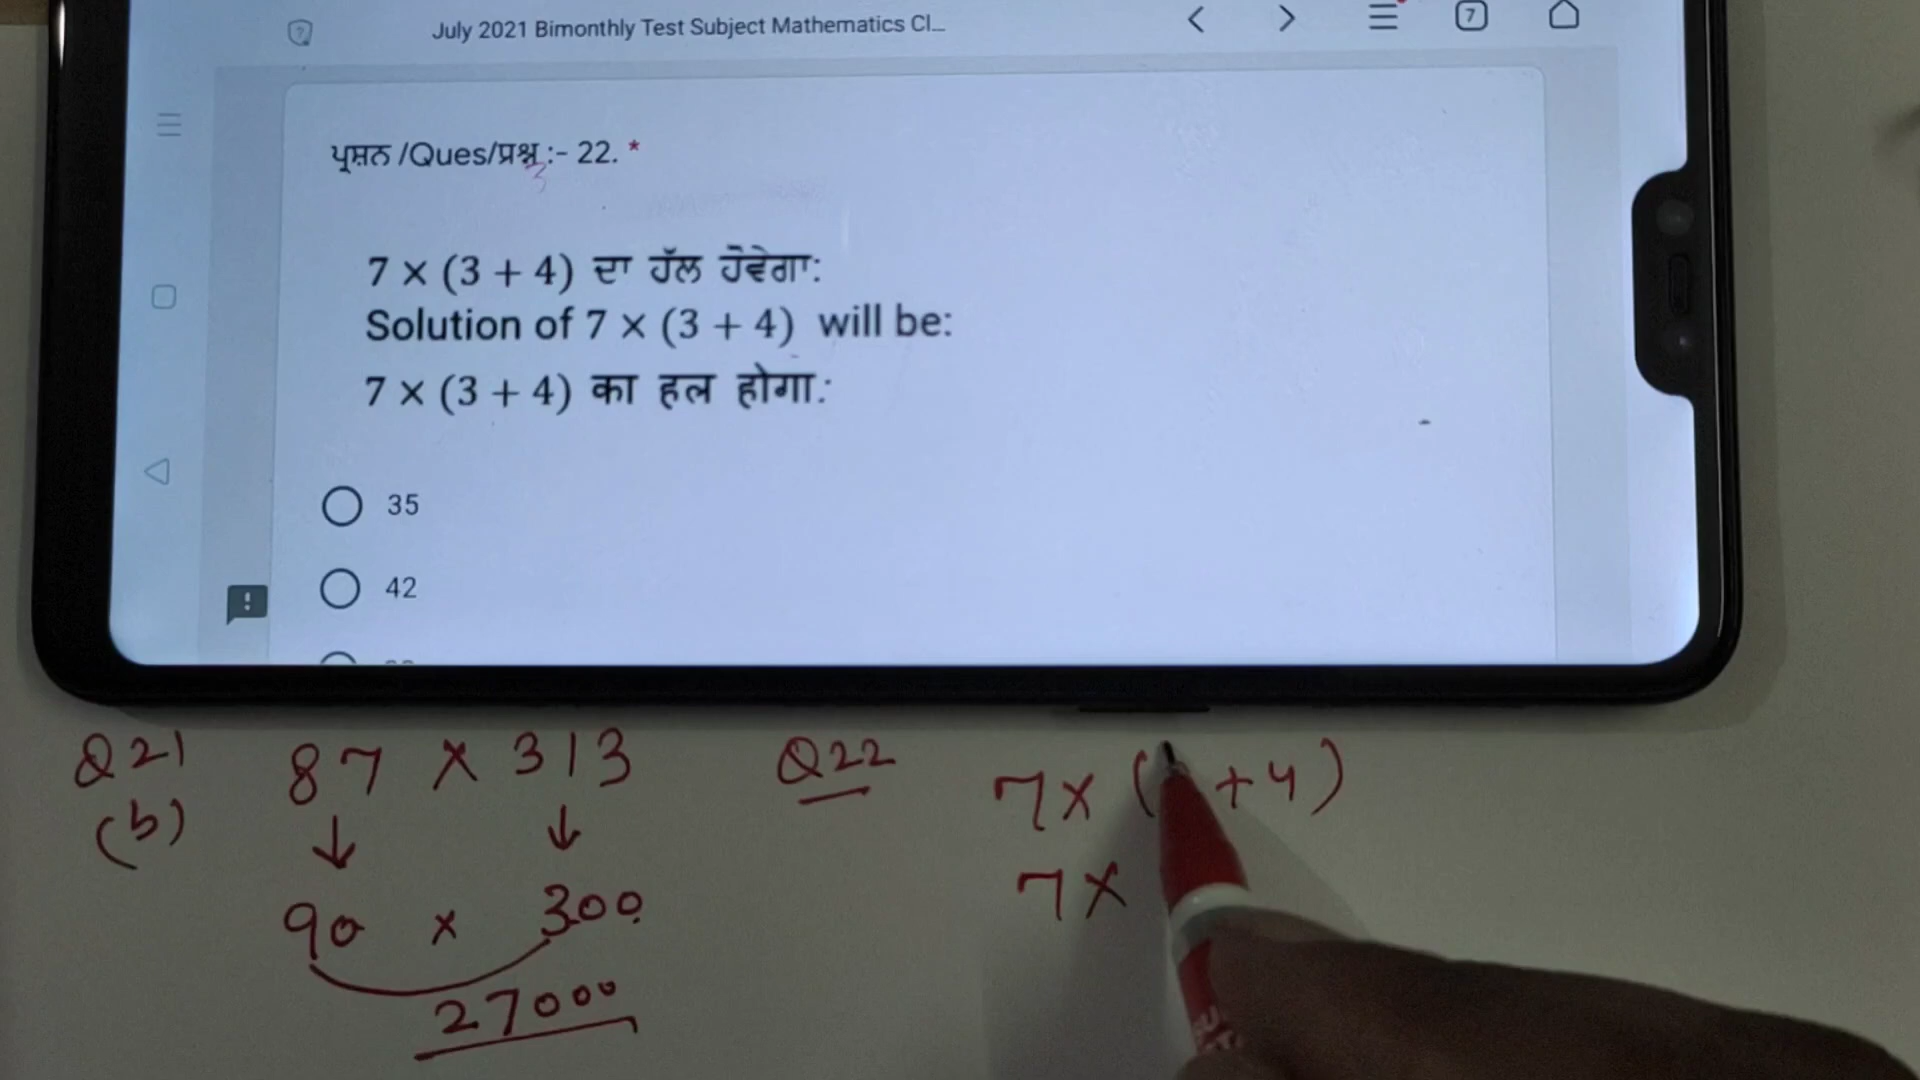 July 2021 Bimonthly Test Subject Mathematics Cl...
7
ਪ੍ਰਸ਼ਨ /Ques/प्रश्न :- 22. *
7 × (3 + 4) ਦਾ ਹੱਲ ਹੋਵੇਗਾ:
Solution of 7 × (3 + 4) will be:
7 × (3 + 4) का हल होगा:
35
42
Q21 87 × 313
(b)
90 × 300
27000
Q22 7× ( +4)
7×